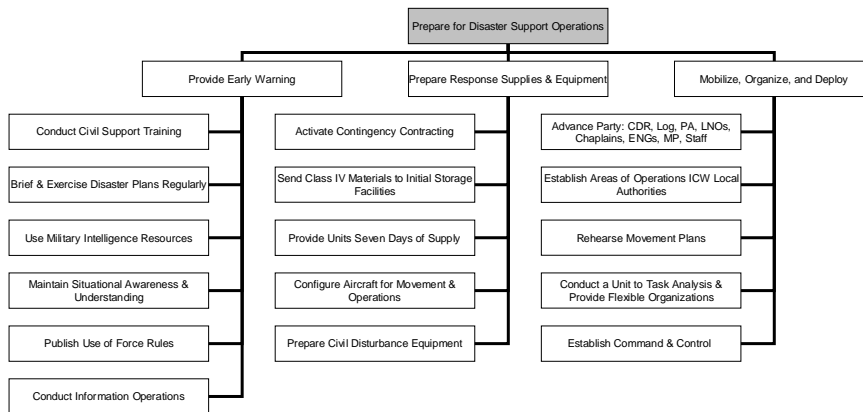 Prepare for Disaster Support Operations
Provide Early Warning
Prepare Response Supplies & Equipment
Mobilize, Organize, and Deploy
Conduct Civil Support Training
Brief & Exercise Disaster Plans Regularly
Use Military Intelligence Resources
Maintain Situational Awareness &
Understanding
Publish Use of Force Rules
Conduct Information Operations
Activate Contingency Contracting
Send Class IV Materials to Initial Storage
Facilities
Provide Units Seven Days of Supply
Configure Aircraft for Movement &
Operations
Prepare Civil Disturbance Equipment
Advance Party: CDR, Log, PA, LNOs,
Chaplains, ENGs, MP, Staff
Establish Areas of Operations ICW Local
Authorities
Rehearse Movement Plans
Conduct a Unit to Task Analysis &
Provide Flexible Organizations
Establish Command & Control